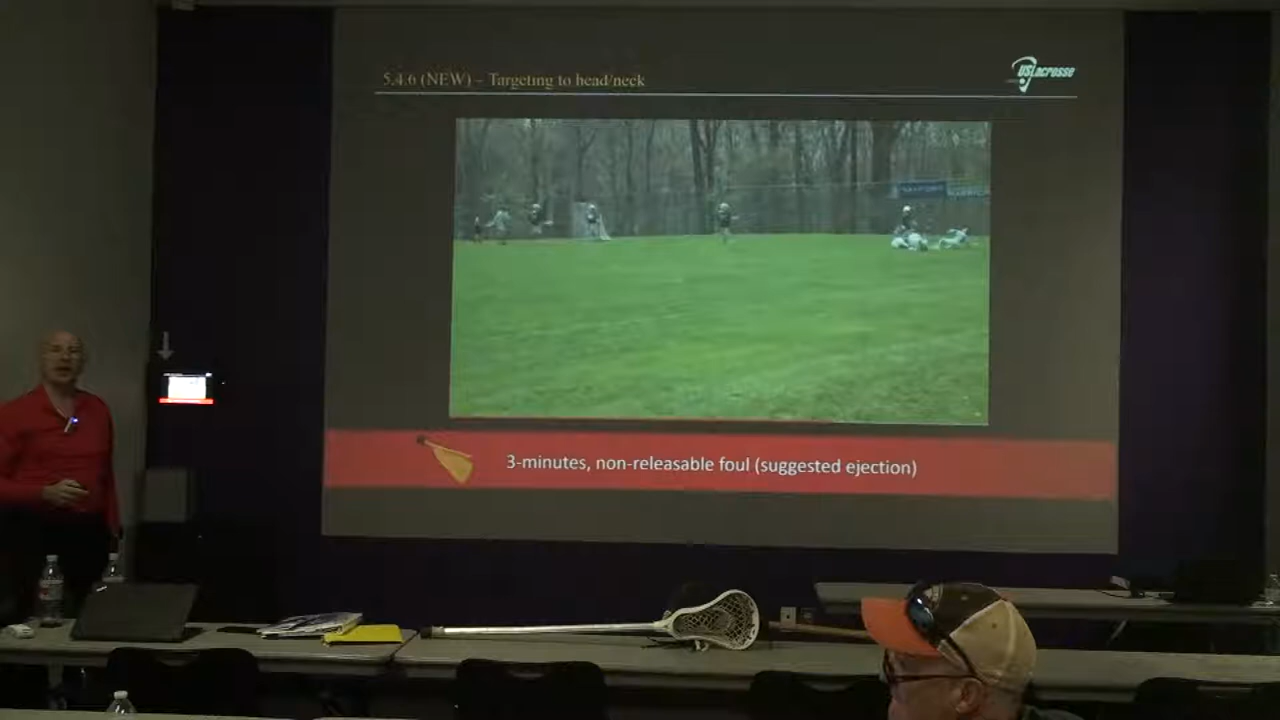 5.4.6 (NEW) – Targeting to head/neck
USLacrosse
3-minutes, non-releasable foul (suggested ejection)